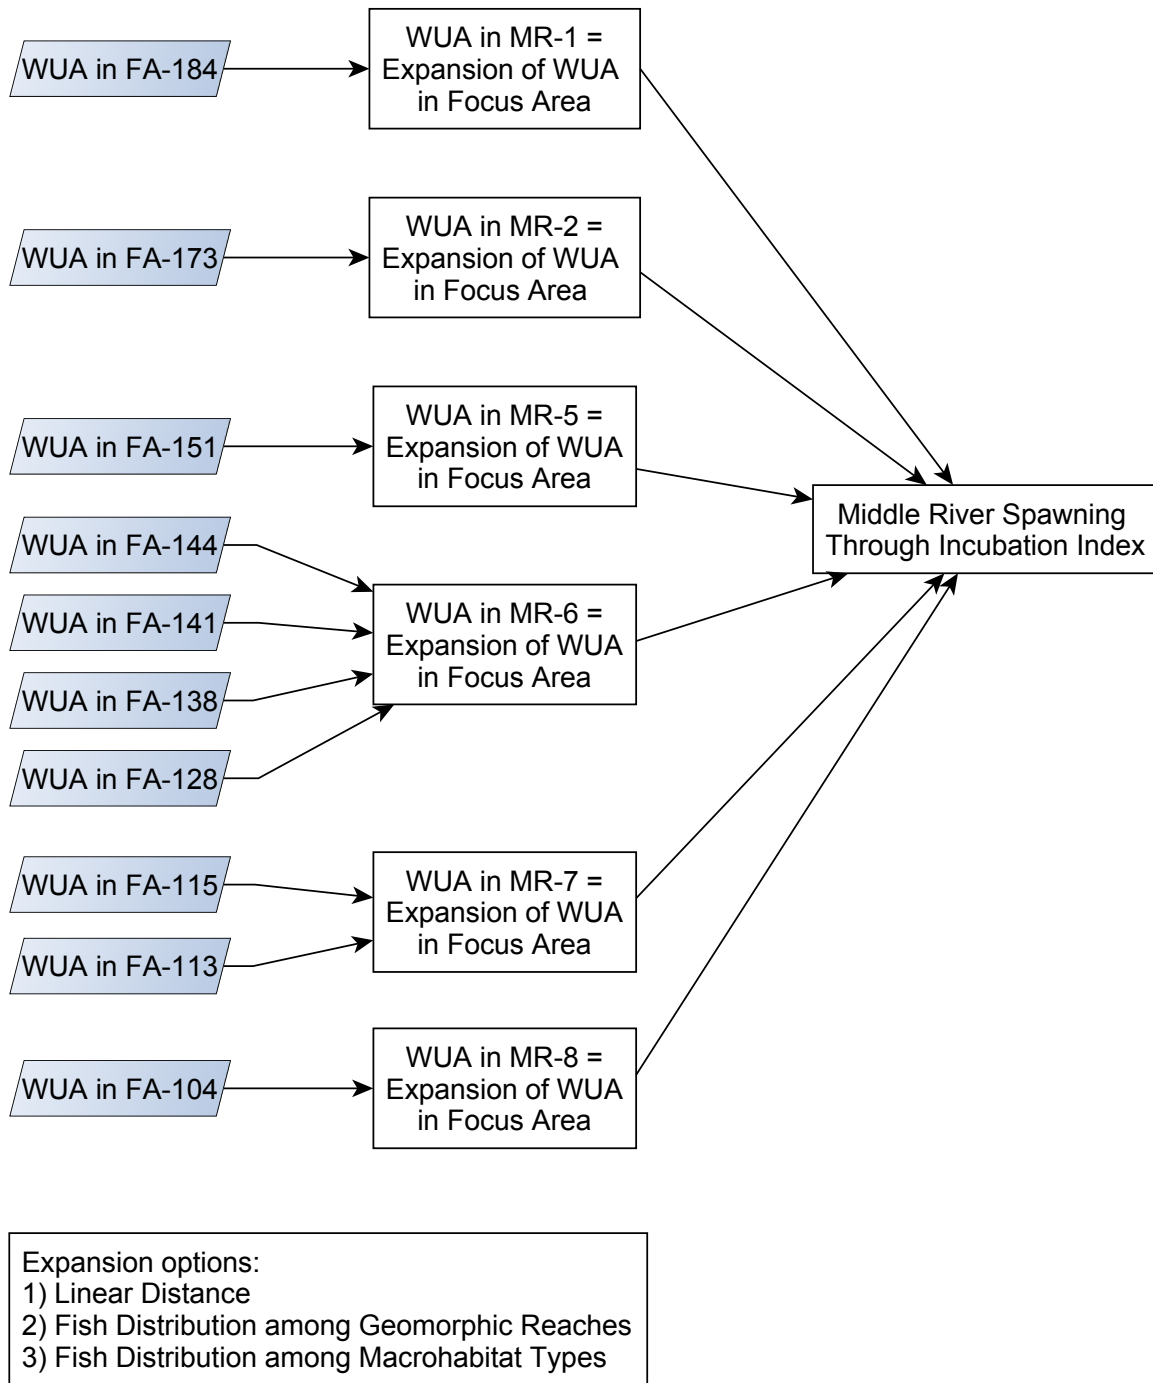 WUA in FA-184
WUA in MR-1 =
Expansion of WUA
in Focus Area
WUA in FA-173
WUA in MR-2 =
Expansion of WUA
in Focus Area
WUA in FA-151
WUA in MR-5 =
Expansion of WUA
in Focus Area
WUA in FA-144
WUA in FA-141
WUA in FA-138
WUA in FA-128
WUA in MR-6 =
Expansion of WUA
in Focus Area
WUA in FA-115
WUA in FA-113
WUA in MR-7 =
Expansion of WUA
in Focus Area
WUA in FA-104
WUA in MR-8 =
Expansion of WUA
in Focus Area
Middle River Spawning
Through Incubation Index
Expansion options:
1) Linear Distance
2) Fish Distribution among Geomorphic Reaches
3) Fish Distribution among Macrohabitat Types